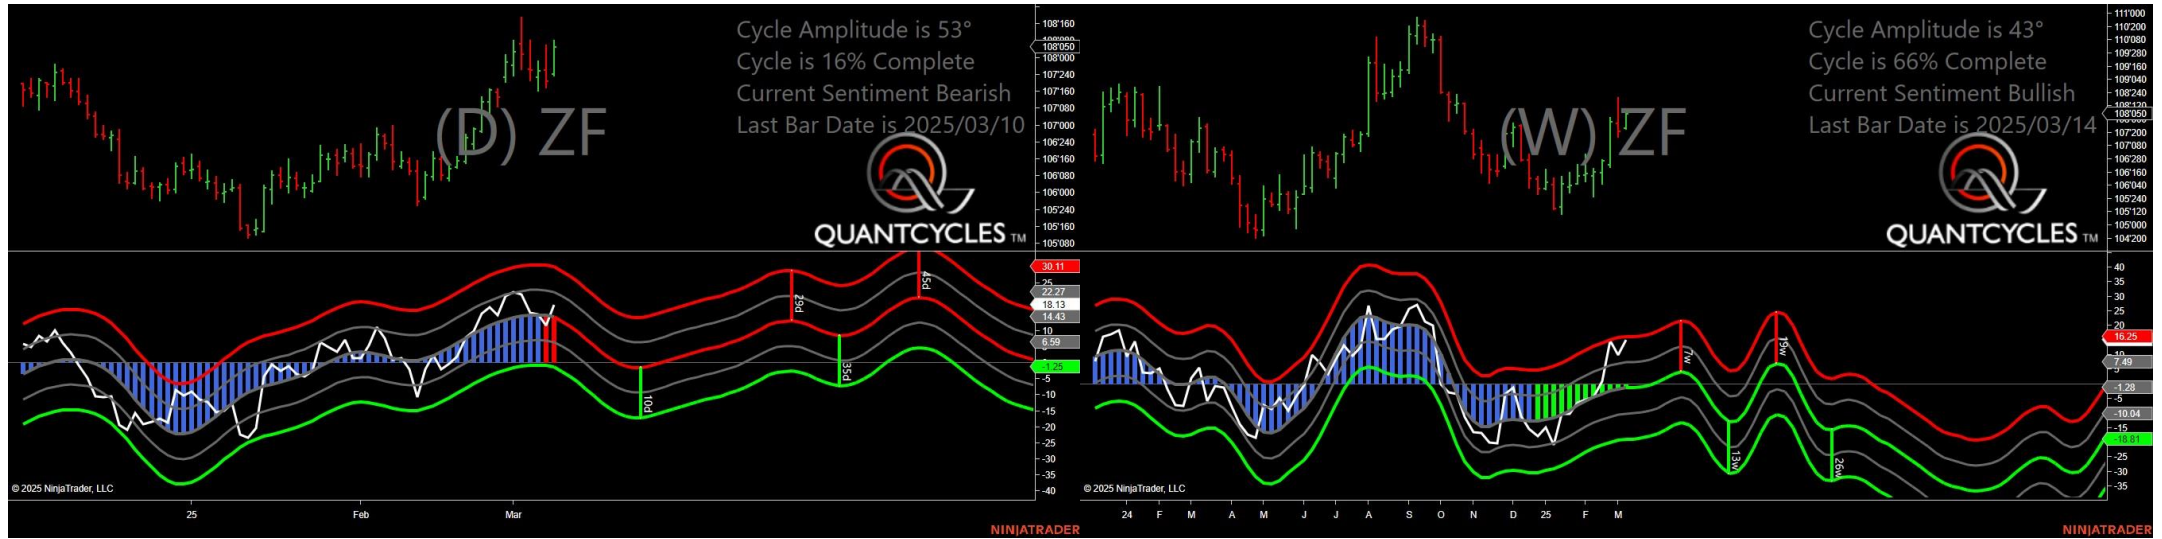 Cycle Amplitude is 53°
Cycle is 16% Complete
Current Sentiment Bearish
Last Bar Date is 2025/03/10
(D) ZF
QUANTCYCLES TM
108'160
108'050
108'000
107'240
107'160
107'080
107'000
106'240
106'160
106'080
106'000
105'240
105'160
105'080
30.11
25
22.27
18.13
14.43
10
6.59
-1.25
-5
-10
-15
-20
-25
-30
-35
-40
10d
29d
35d
45d
© 2025 NinjaTrader, LLC
25
Feb
Mar
NINJATRADER
Cycle Amplitude is 43°
Cycle is 66% Complete
Current Sentiment Bullish
Last Bar Date is 2025/03/14
(W) ZF
QUANTCYCLES TM
111'000
110'200
110'080
109'280
109'160
109'040
108'240
108'120
108'050
107'200
107'080
106'280
106'160
106'040
105'240
105'120
105'000
104'200
40
35
30
25
20
16.25
10
7.49
5
-1.28
-5
-10.04
-15
-18.81
-25
-30
-35
7w
13w
19w
26w
© 2025 NinjaTrader, LLC
24
F
M
A
M
J
J
A
S
O
N
D
25
F
M
NINJATRADER